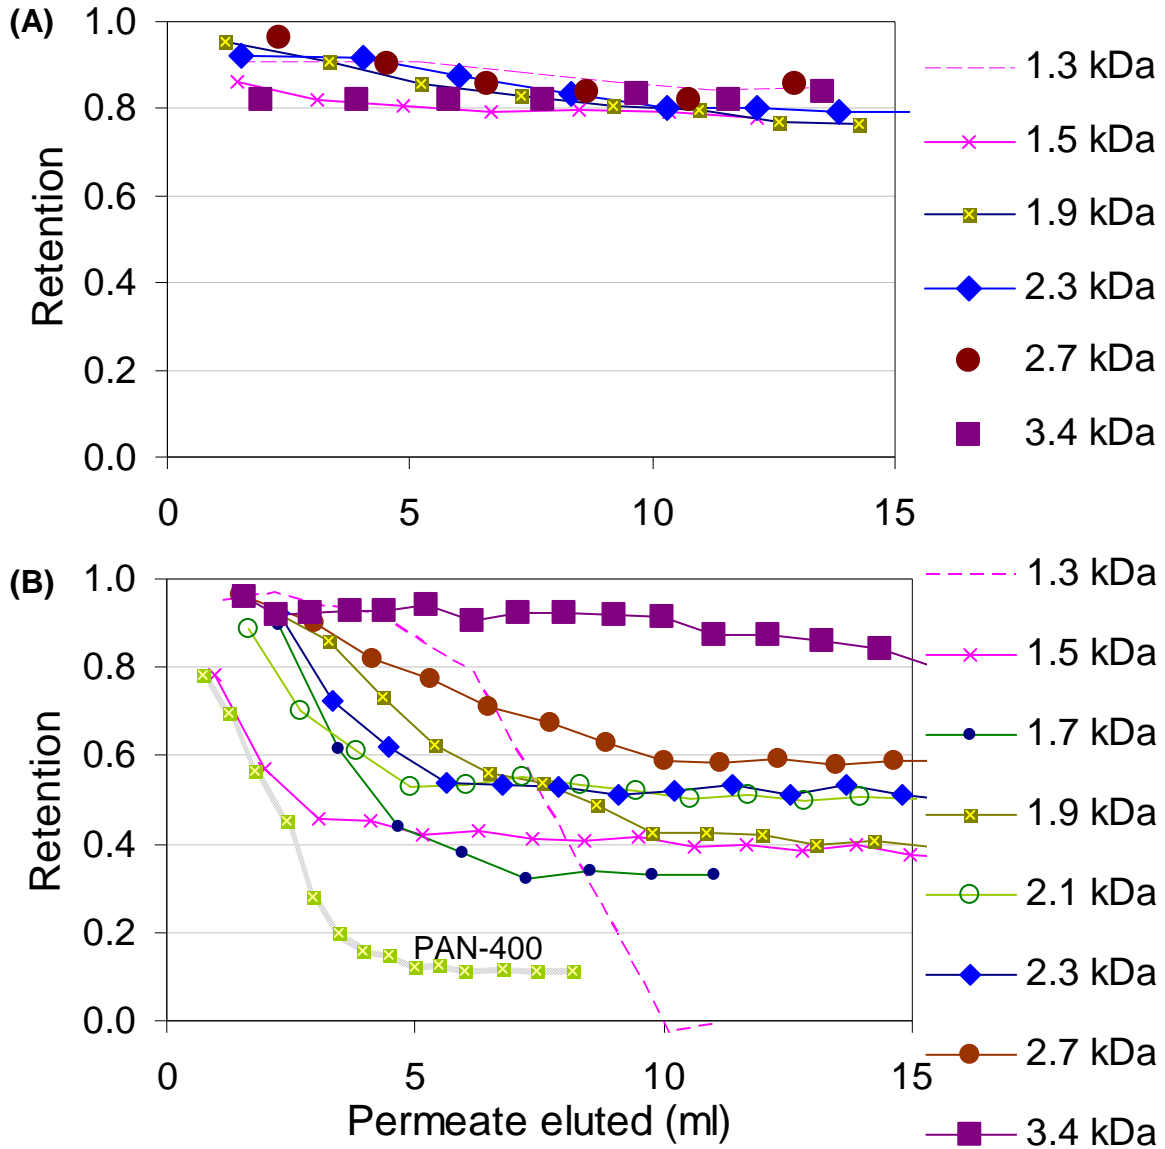 (A)
1.0
0.8
0.6
0.4
0.2
0.0
Retention
0 5 10 15
1.3 kDa
1.5 kDa
1.9 kDa
2.3 kDa
2.7 kDa
3.4 kDa
(B)
1.0
0.8
0.6
0.4
0.2
0.0
Retention
PAN-400
0 5 10 15
Permeate eluted (ml)
1.3 kDa
1.5 kDa
1.7 kDa
1.9 kDa
2.1 kDa
2.3 kDa
2.7 kDa
3.4 kDa